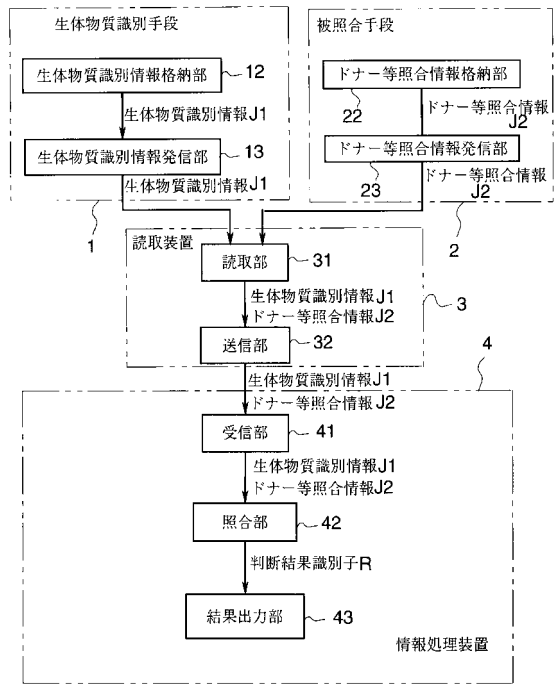 生体物質識別手段
被照合手段
生体物質識別情報格納部
12
ドナー等照合情報格納部
22
生体物質識別情報J1
ドナー等照合情報
J2
生体物質識別情報発信部
13
ドナー等照合情報発信部
23
生体物質識別情報J1
ドナー等照合情報
J2
1
2
読取装置
読取部
31
生体物質識別情報J1
ドナー等照合情報J2
3
送信部
32
生体物質識別情報J1
ドナー等照合情報J2
4
受信部
41
生体物質識別情報J1
ドナー等照合情報J2
照合部
42
判断結果識別子R
結果出力部
43
情報処理装置